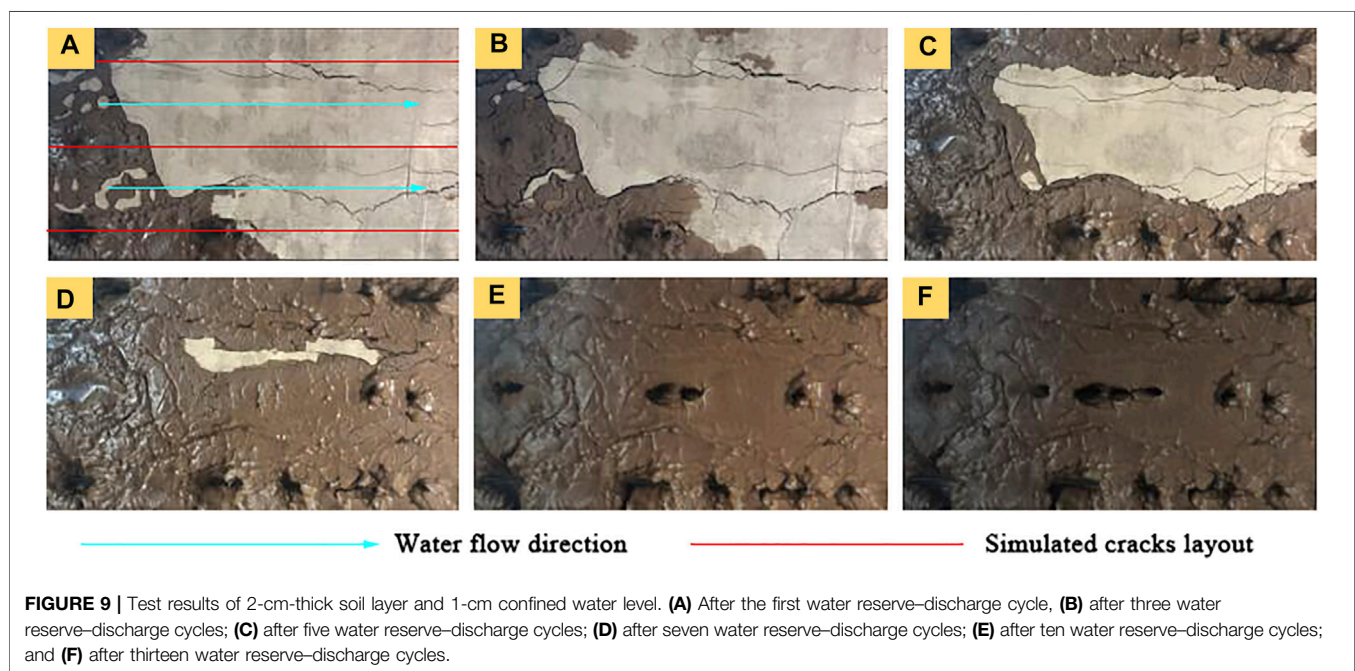 A
B
C
D
E
F
Water flow direction
Simulated cracks layout
FIGURE 9 | Test results of 2-cm-thick soil layer and 1-cm confined water level. (A) After the first water reserve–discharge cycle, (B) after three water
reserve–discharge cycles; (C) after five water reserve–discharge cycles; (D) after seven water reserve–discharge cycles; (E) after ten water reserve–discharge cycles;
and (F) after thirteen water reserve–discharge cycles.